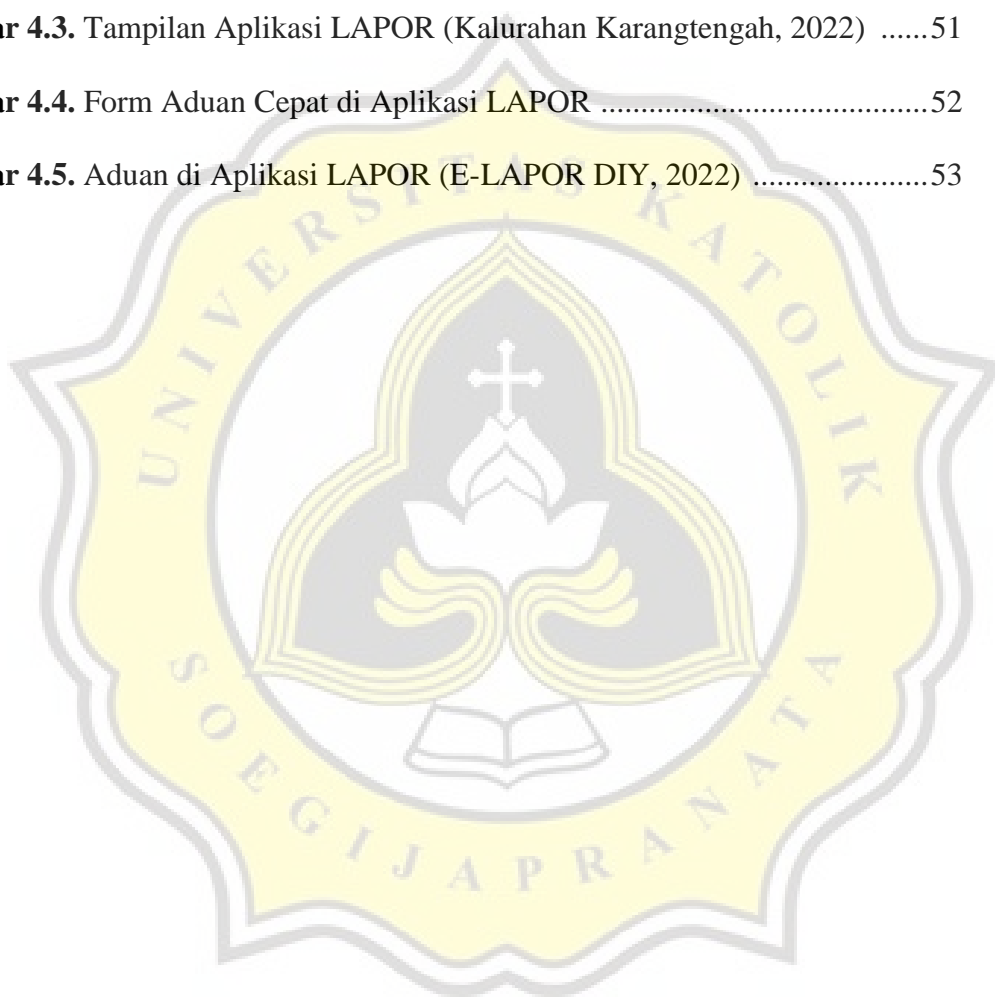 ar 4.3. Tampilan Aplikasi LAPOR (Kalurahan Karangtengah, 2022) ......51
ar 4.4. Form Aduan Cepat di Aplikasi LAPOR .......................................52
ar 4.5. Aduan di Aplikasi LAPOR (E-LAPOR DIY, 2022) .....................53
UNIVERSITAS KATOLIK
SOEGIJAPRANATA